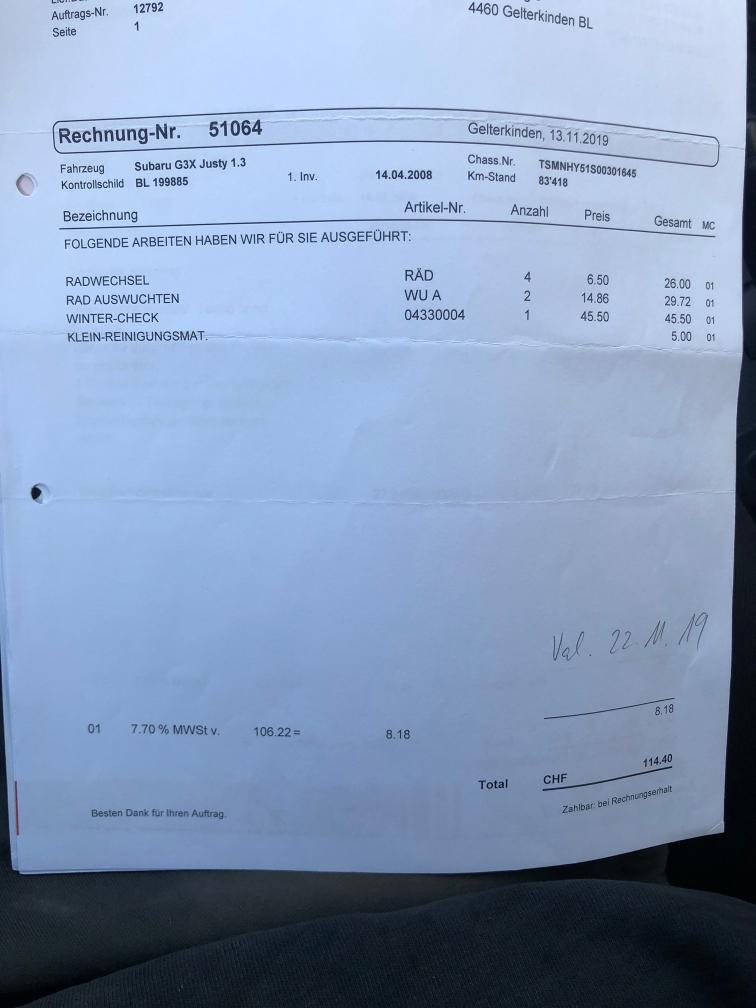 Auftrags-Nr. 12792
Seite 1
4460 Gelterkinden BL
Rechnung-Nr. 51064 Gelterkinden, 13.11.2019
Fahrzeug Subaru G3X Justy 1.3 Chass.Nr. TSMNHY51S00301645
Kontrollschild BL 199885 1. Inv. 14.04.2008 Km-Stand 83'418
Bezeichnung Artikel-Nr. Anzahl Preis Gesamt MC
FOLGENDE ARBEITEN HABEN WIR FÜR SIE AUSGEFÜHRT:
RADWECHSEL RÄD 4 6.50 26.00 01
RAD AUSWUCHTEN WU A 2 14.86 29.72 01
WINTER-CHECK 04330004 1 45.50 45.50 01
KLEIN-REINIGUNGSMAT. 5.00 01
Val. 22.11.19
8.18
01 7.70 % MWSt v. 106.22 = 8.18
Total CHF 114.40
Zahlbar: bei Rechnungserhalt
Besten Dank für Ihren Auftrag.